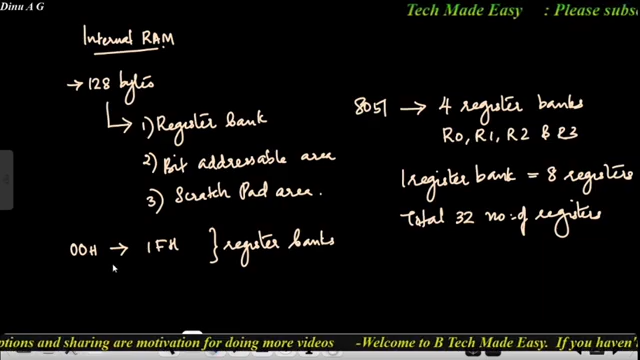 Dinu A G
Tech Made Easy : Please subs
Internal RAM
→ 128 bytes
1) Register bank
2) Bit addressable area
3) Scratch Pad area.
00H → 1FH } register banks
8051 → 4 register banks
R0, R1, R2 & R3
1 register bank = 8 registers
Total 32 no. of registers
ptions and sharing are motivation for doing more videos -Welcome to B Tech Made Easy. If you haven't